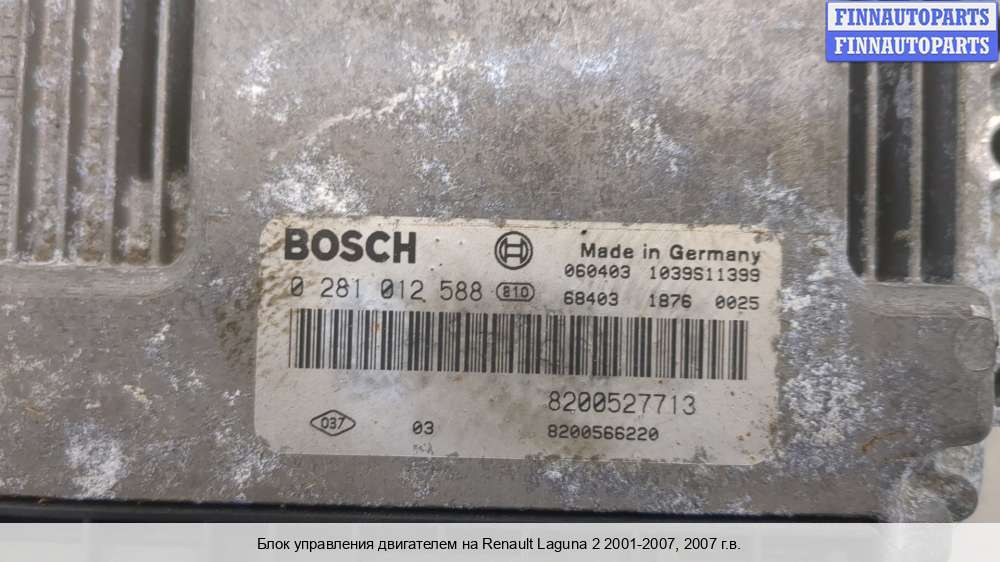 FINNAUTOPARTS
FINNAUTOPARTS
BOSCH Made in Germany
060403 1039S11399
0 281 012 588 810
68403 1876 0025
8200527713
037 03 8200566220
Блок управления двигателем на Renault Laguna 2 2001-2007, 2007 г.в.